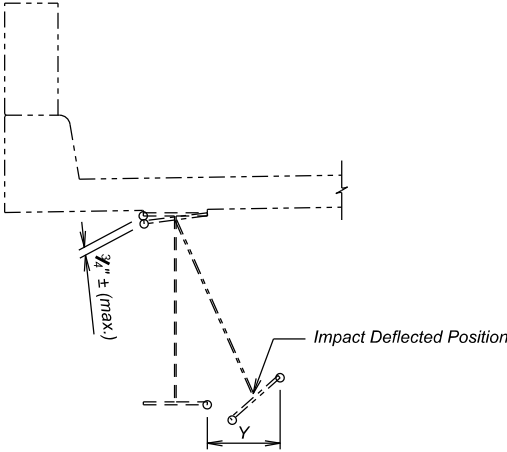 ¾" ± (max.)
Impact Deflected Position
Y